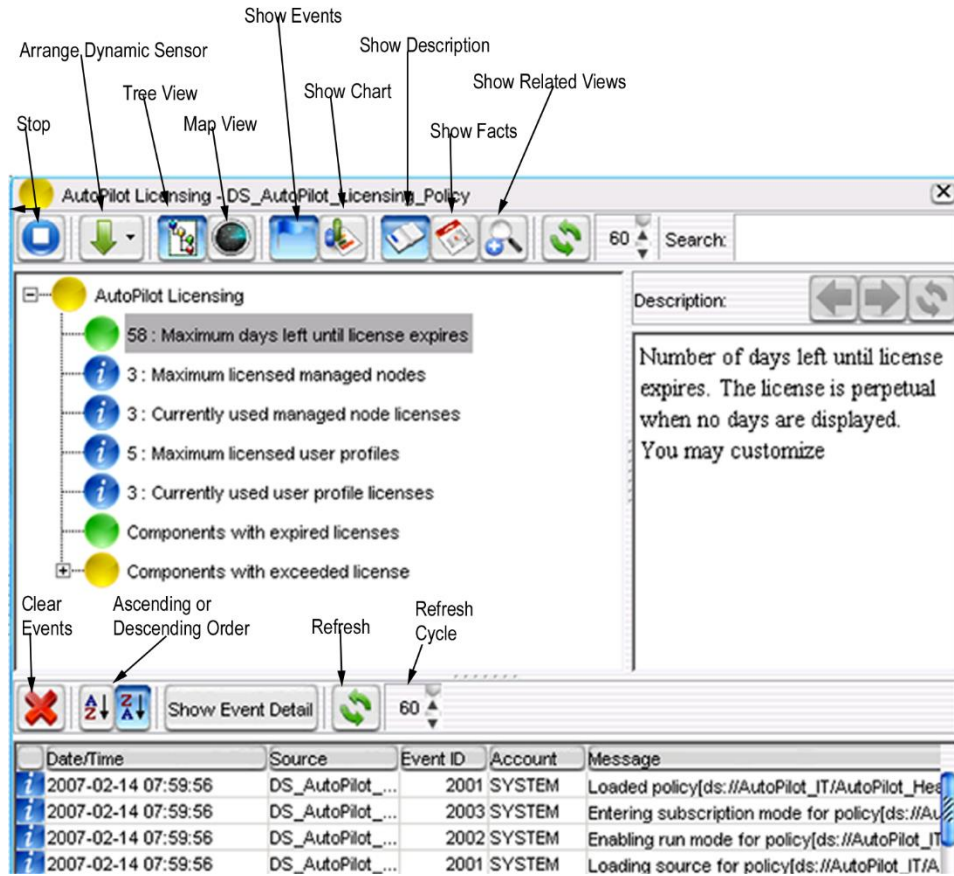 Show Events
Arrange Dynamic Sensor
Show Description
Tree View
Show Chart
Show Related Views
Stop
Map View
Show Facts
AutoPilot Licensing - DS_AutoPilot_Licensing_Policy
60
Search:
AutoPilot Licensing
58 : Maximum days left until license expires
3 : Maximum licensed managed nodes
3 : Currently used managed node licenses
5 : Maximum licensed user profiles
3 : Currently used user profile licenses
Components with expired licenses
Components with exceeded license
Description:
Number of days left until license
expires. The license is perpetual
when no days are displayed.
You may customize
Clear
Events
Ascending or
Descending Order
Refresh
Refresh
Cycle
Show Event Detail
60
Date/Time Source Event ID Account Message
2007-02-14 07:59:56 DS_AutoPilot_... 2001 SYSTEM Loaded policy[ds://AutoPilot_IT/AutoPilot_Hea
2007-02-14 07:59:56 DS_AutoPilot_... 2003 SYSTEM Entering subscription mode for policy[ds://Au
2007-02-14 07:59:56 DS_AutoPilot_... 2002 SYSTEM Enabling run mode for policy[ds://AutoPilot_IT
2007-02-14 07:59:56 DS_AutoPilot_... 2001 SYSTEM Loading source for policy[ds://AutoPilot_IT/A